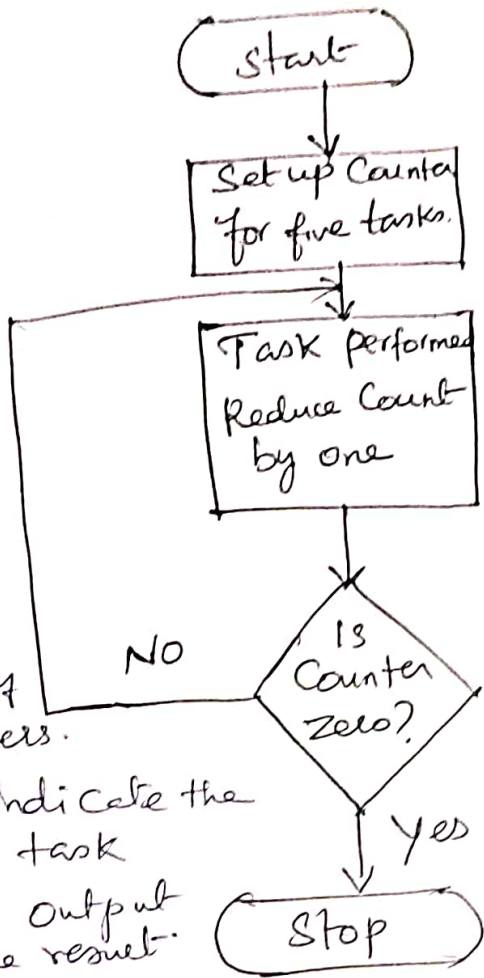 Start
Set up Counter
for five tasks.
Task performed
Reduce Count
by one
Is
Counter
zero?
NO
ers.
ndicate the
task
output
e result.
Yes
Stop